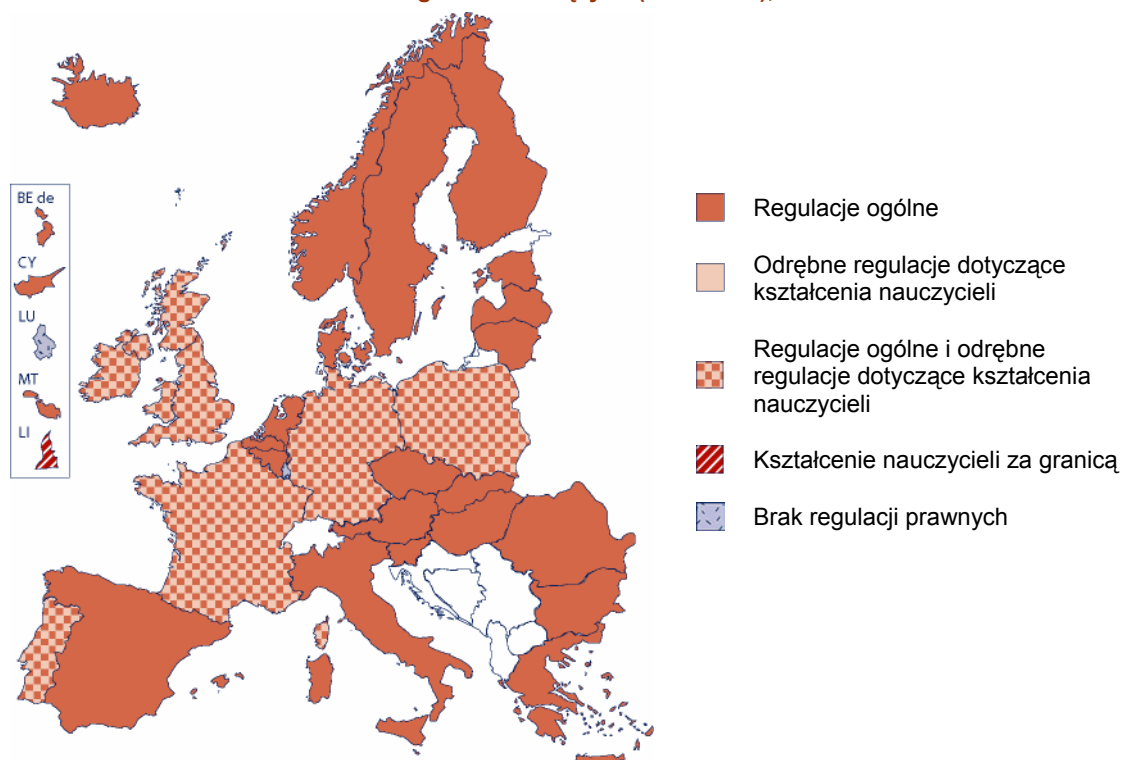 BE de
CY
LU
MT
LI
Regulacje ogólne
Odrębne regulacje dotyczące
kształcenia nauczycieli
Regulacje ogólne i odrębne
regulacje dotyczące kształcenia
nauczycieli
Kształcenie nauczycieli za granicą
Brak regulacji prawnych